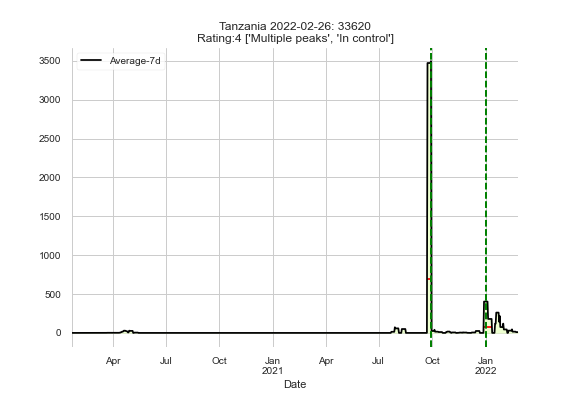 Tanzania 2022-02-26: 33620
Rating:4 ['Multiple peaks', 'In control']
Average-7d
3500
3000
2500
2000
1500
1000
500
0
Apr Jul Oct Jan Apr Jul Oct Jan
2021 2022
Date